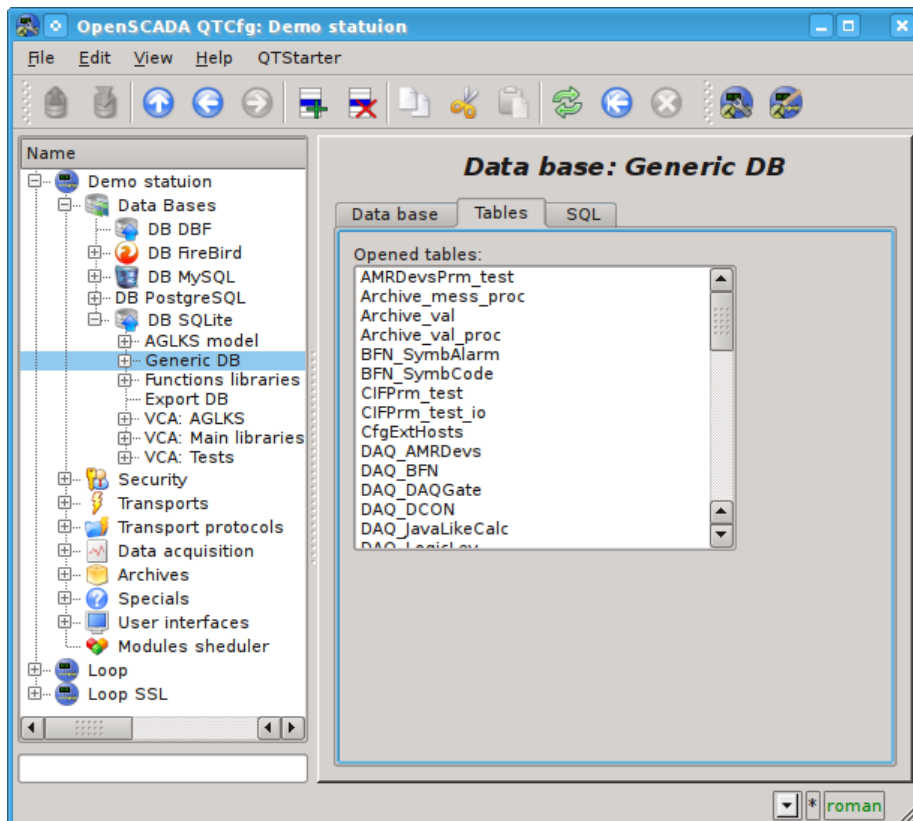 OpenSCADA QTCfg: Demo statuion
File Edit View Help QTStarter
Name
Demo statuion
Data Bases
DB DBF
DB FireBird
DB MySQL
DB PostgreSQL
DB SQLite
AGLKS model
Generic DB
Functions libraries
Export DB
VCA: AGLKS
VCA: Main libraries
VCA: Tests
Security
Transports
Transport protocols
Data acquisition
Archives
Specials
User interfaces
Modules sheduler
Loop
Loop SSL
Data base: Generic DB
Data base Tables SQL
Opened tables:
AMRDevsPrm_test
Archive_mess_proc
Archive_val
Archive_val_proc
BFN_SymbAlarm
BFN_SymbCode
CIFPrm_test
CIFPrm_test_io
CfgExtHosts
DAQ_AMRDevs
DAQ_BFN
DAQ_DAQGate
DAQ_DCON
DAQ_JavaLikeCalc
DAQ_LogicLev
* roman